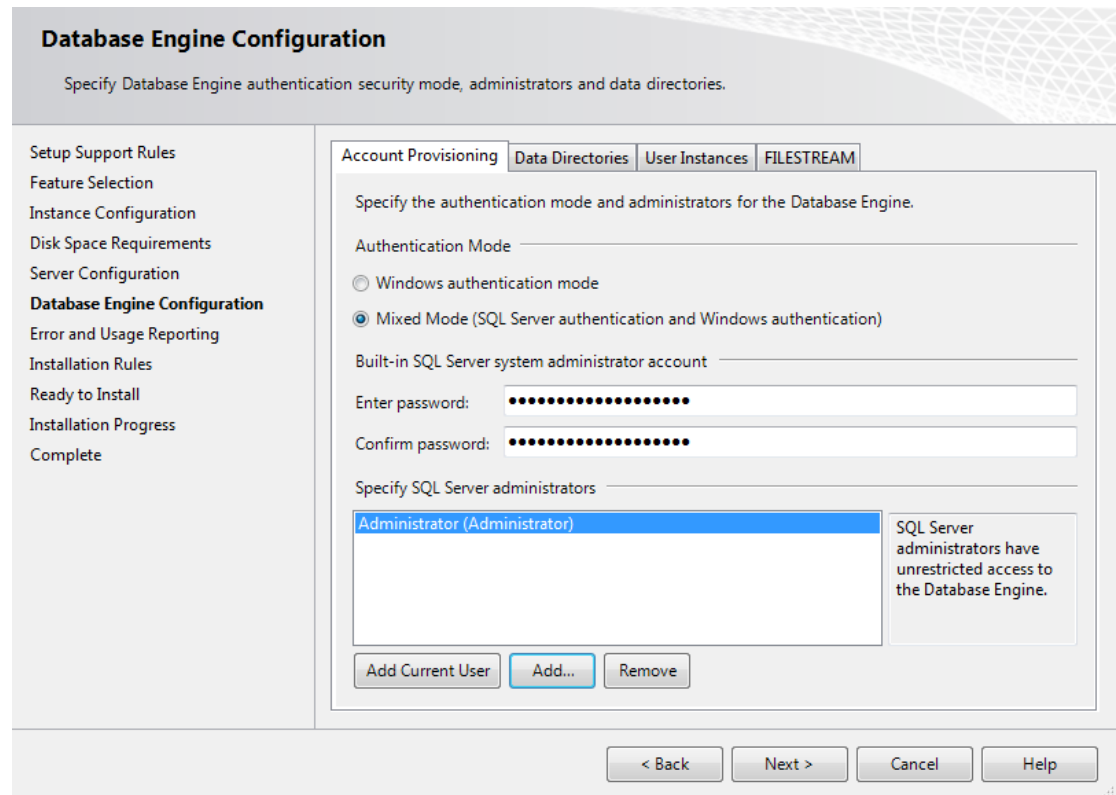 Database Engine Configuration
Specify Database Engine authentication security mode, administrators and data directories.
Setup Support Rules
Feature Selection
Instance Configuration
Disk Space Requirements
Server Configuration
Database Engine Configuration
Error and Usage Reporting
Installation Rules
Ready to Install
Installation Progress
Complete
Account Provisioning Data Directories User Instances FILESTREAM
Specify the authentication mode and administrators for the Database Engine.
Authentication Mode
Windows authentication mode
Mixed Mode (SQL Server authentication and Windows authentication)
Built-in SQL Server system administrator account
Enter password: ●●●●●●●●●●●●●●●●●●●
Confirm password: ●●●●●●●●●●●●●●●●●●●
Specify SQL Server administrators
Administrator (Administrator)
SQL Server
administrators have
unrestricted access to
the Database Engine.
Add Current User Add... Remove
< Back Next > Cancel Help